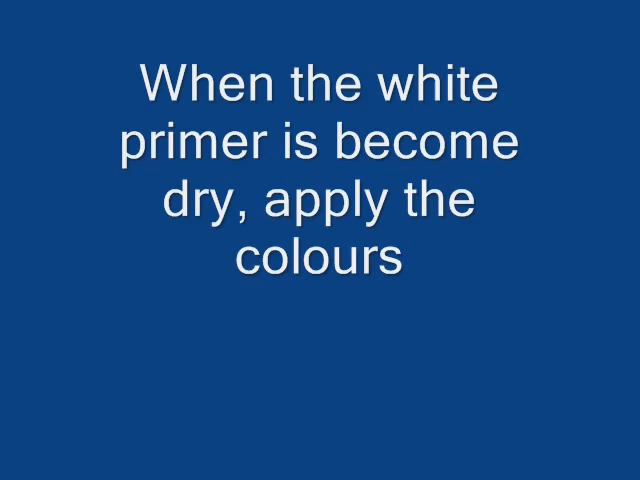 When the white
primer is become
dry, apply the
colours